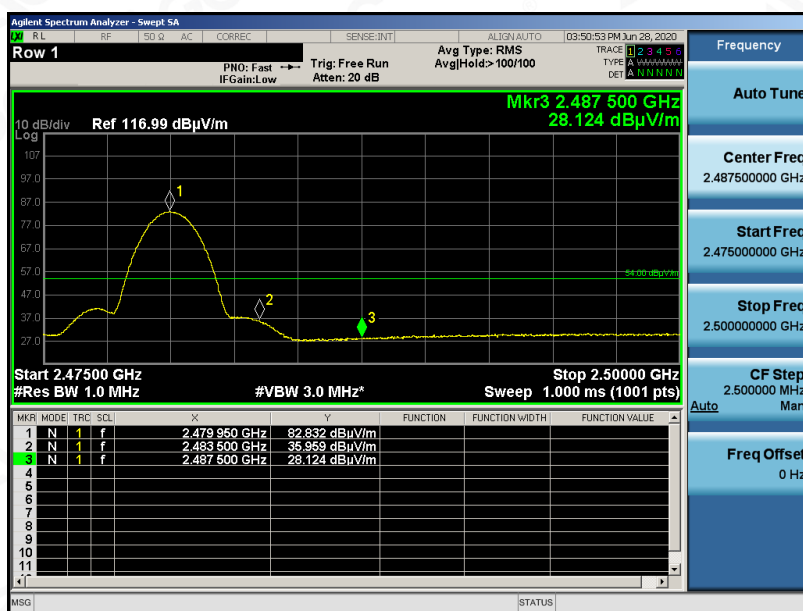 Agilent Spectrum Analyzer - Swept SA
LXI RL RF 50 Ω AC CORREC SENSE:INT ALIGN AUTO 03:50:53 PM Jun 28, 2020
Row 1
PNO: Fast
IFGain:Low
Trig: Free Run
Atten: 20 dB
Avg Type: RMS
Avg|Hold:>100/100
TRACE 1 2 3 4 5 6
TYPE A WWWWW
DET A N N N N N
Mkr3 2.487 500 GHz
28.124 dBµV/m
10 dB/div Ref 116.99 dBµV/m
Log
107
97.0
87.0
77.0
67.0
57.0
47.0
37.0
27.0
1
2
3
54.00 dBµV/m
Start 2.47500 GHz Stop 2.50000 GHz
#Res BW 1.0 MHz #VBW 3.0 MHz* Sweep 1.000 ms (1001 pts)
MKR MODE TRC SCL X Y FUNCTION FUNCTION WIDTH FUNCTION VALUE
1 N 1 f 2.479 950 GHz 82.832 dBµV/m
2 N 1 f 2.483 500 GHz 35.959 dBµV/m
3 N 1 f 2.487 500 GHz 28.124 dBµV/m
4
5
6
7
8
9
10
11
MSG STATUS
Frequency
Auto Tune
Center Freq
2.487500000 GHz
Start Freq
2.475000000 GHz
Stop Freq
2.500000000 GHz
CF Step
2.500000 MHz
Auto Man
Freq Offset
0 Hz